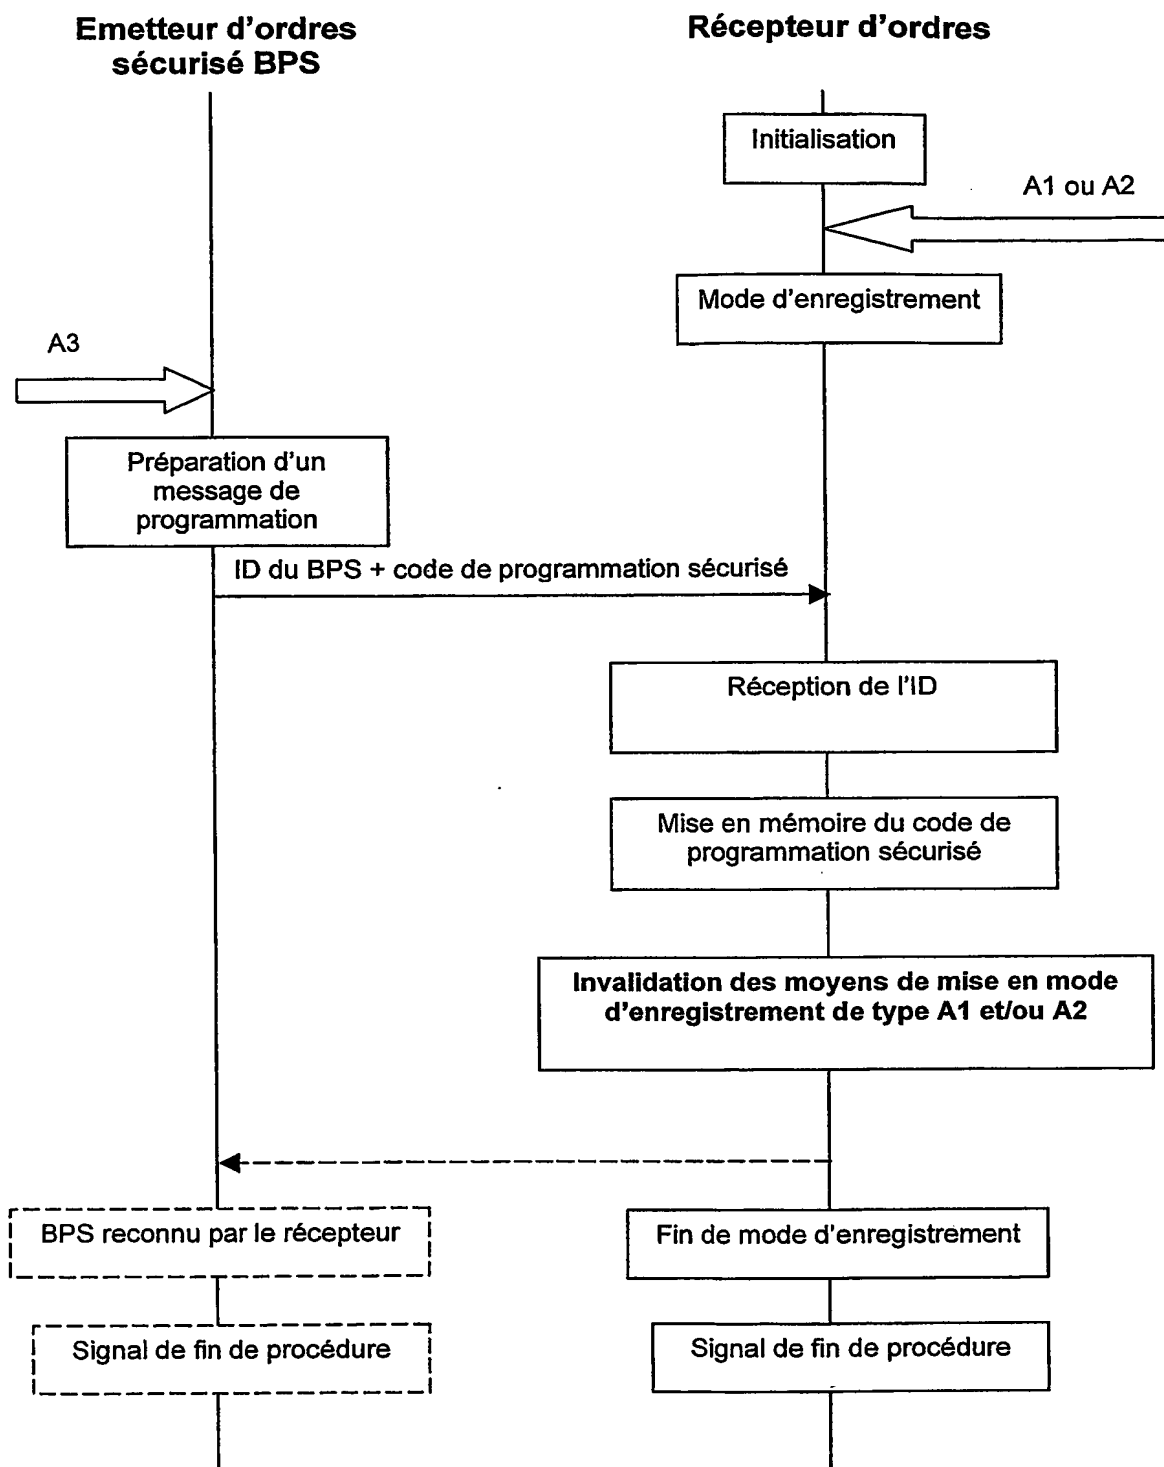 Emetteur d'ordres
sécurisé BPS
Récepteur d'ordres
Initialisation
A1 ou A2
Mode d'enregistrement
A3
Préparation d'un
message de
programmation
ID du BPS + code de programmation sécurisé
Réception de l'ID
Mise en mémoire du code de
programmation sécurisé
Invalidation des moyens de mise en mode
d'enregistrement de type A1 et/ou A2
BPS reconnu par le récepteur
Fin de mode d'enregistrement
Signal de fin de procédure
Signal de fin de procédure